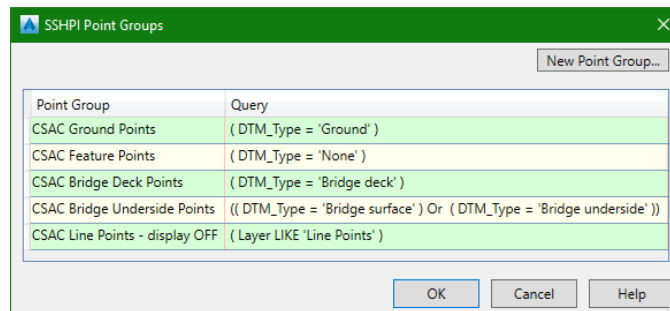 SSHPI Point Groups
New Point Group...
Point Group Query
CSAC Ground Points ( DTM_Type = 'Ground' )
CSAC Feature Points ( DTM_Type = 'None' )
CSAC Bridge Deck Points ( DTM_Type = 'Bridge deck' )
CSAC Bridge Underside Points (( DTM_Type = 'Bridge surface' ) Or ( DTM_Type = 'Bridge underside' ))
CSAC Line Points - display OFF ( Layer LIKE 'Line Points' )
OK Cancel Help